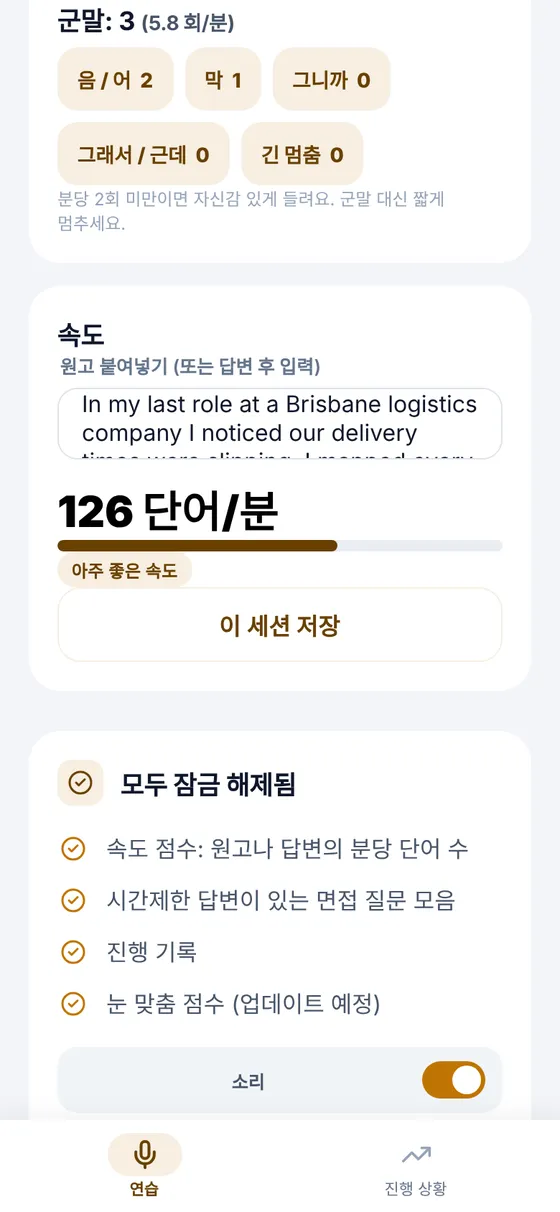 군말: 3 (5.8 회/분)
음 / 어 2
막 1
그니까 0
그래서 / 근데 0
긴 멈춤 0
분당 2회 미만이면 자신감 있게 들려요. 군말 대신 짧게
멈추세요.
속도
원고 붙여넣기 (또는 답변 후 입력)
In my last role at a Brisbane logistics
company I noticed our delivery
times were slipping. I mapped every
126 단어/분
아주 좋은 속도
이 세션 저장
모두 잠금 해제됨
속도 점수: 원고나 답변의 분당 단어 수
시간제한 답변이 있는 면접 질문 모음
진행 기록
눈 맞춤 점수 (업데이트 예정)
소리
연습
진행 상황